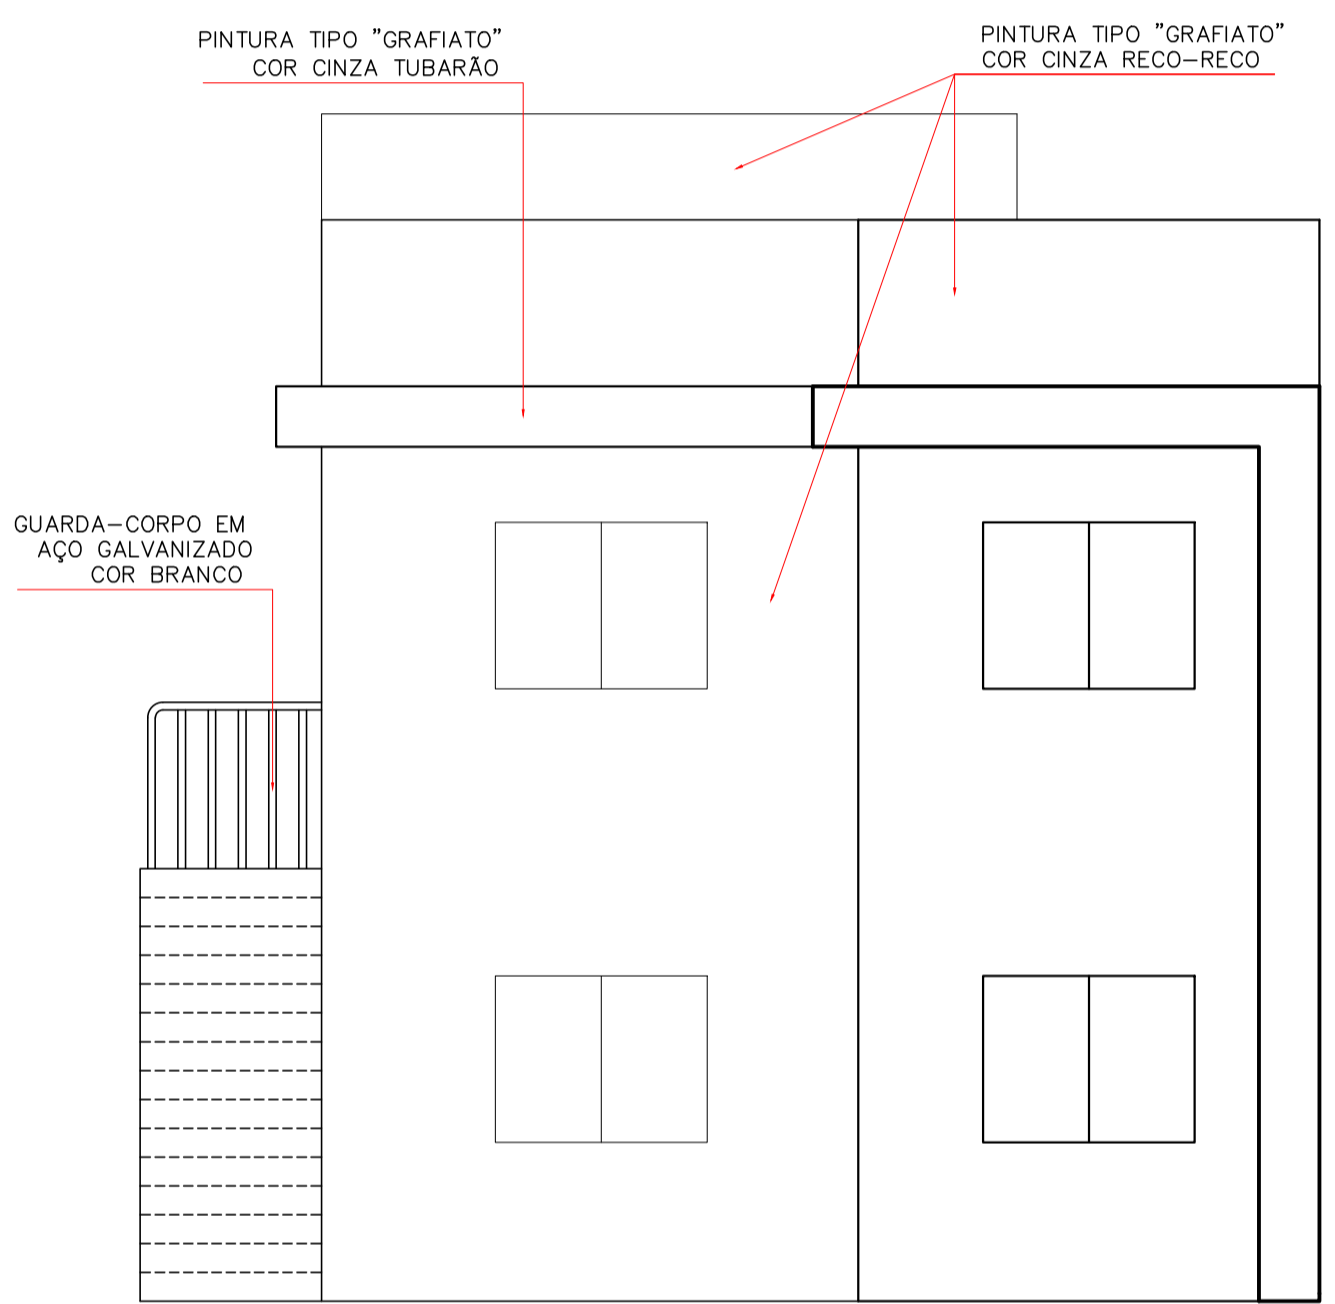 PINTURA TIPO "GRAFIATO"
COR CINZA TUBARÃO
PINTURA TIPO "GRAFIATO"
COR CINZA RECO-RECO
GUARDA-CORPO EM
AÇO GALVANIZADO
COR BRANCO